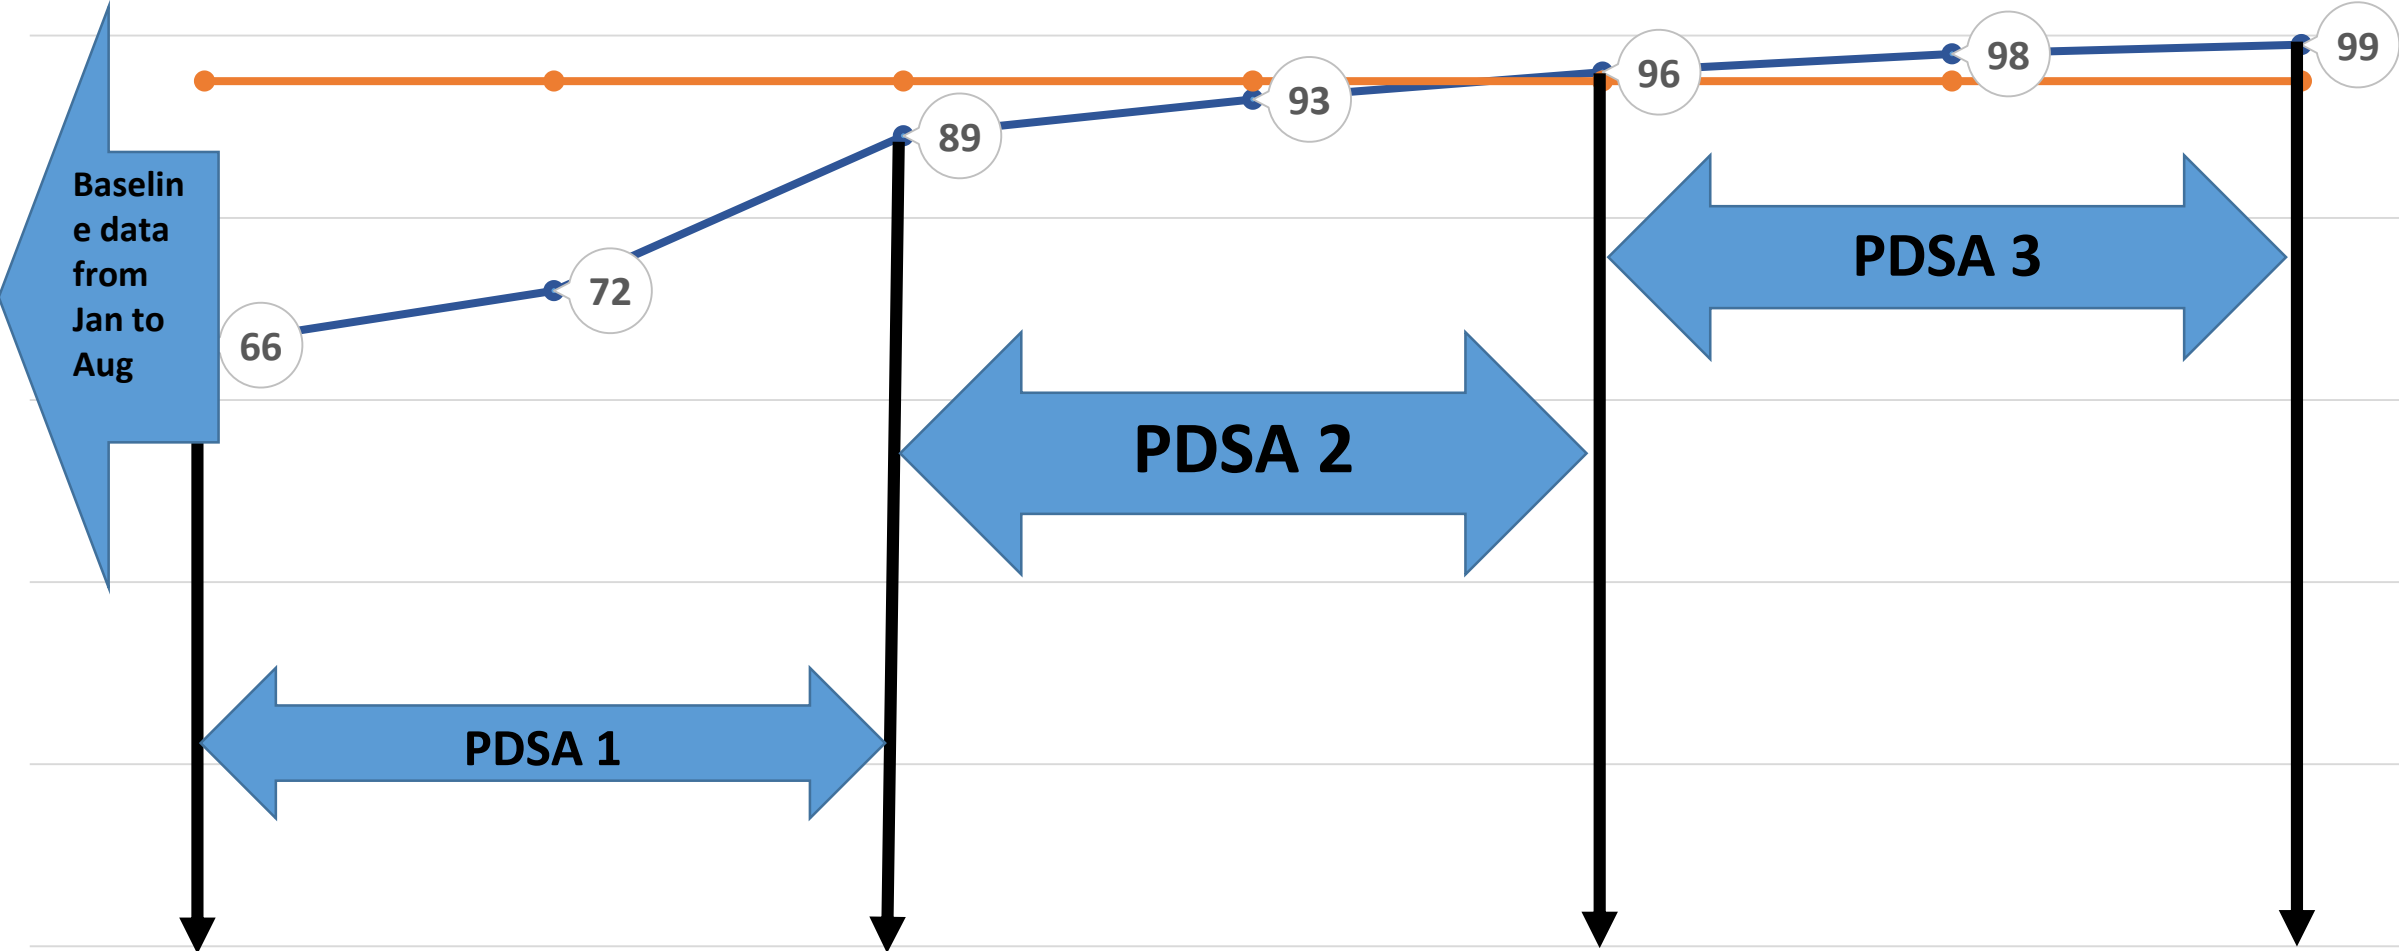 99
98
96
93
89
72
66
Baselin
e data
from
Jan to
Aug
PDSA 3
PDSA 2
PDSA 1